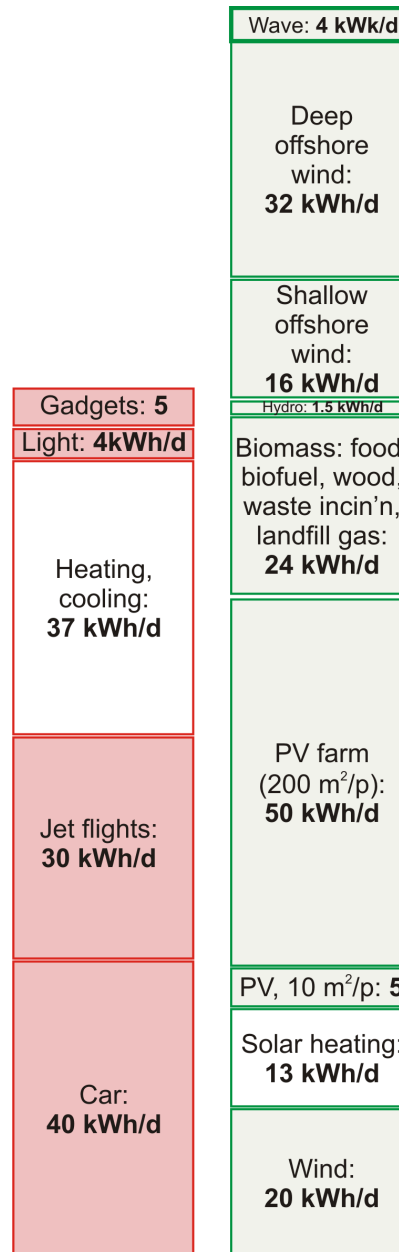 Gadgets: 5
Light: 4kWh/d
Heating,
cooling:
37 kWh/d
Jet flights:
30 kWh/d
Car:
40 kWh/d
Wave: 4 kWk/d
Deep
offshore
wind:
32 kWh/d
Shallow
offshore
wind:
16 kWh/d
Hydro: 1.5 kWh/d
Biomass: food
biofuel, wood,
waste incin’n,
landfill gas:
24 kWh/d
PV farm
(200 m²/p):
50 kWh/d
PV, 10 m²/p: 5
Solar heating:
13 kWh/d
Wind:
20 kWh/d